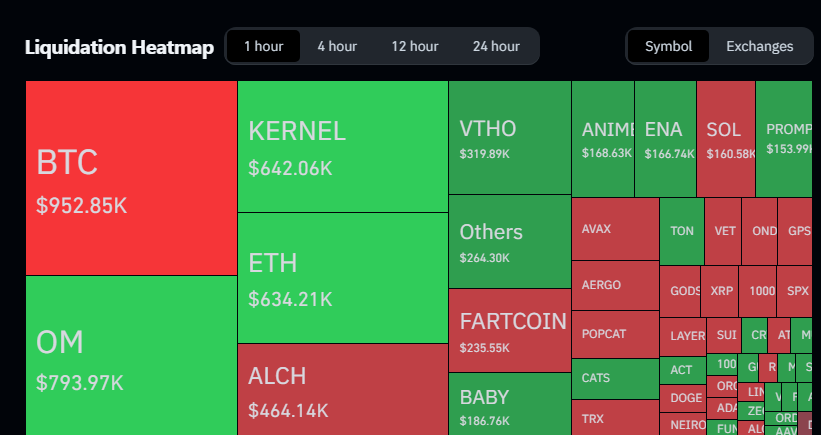 Liquidation Heatmap
1 hour
4 hour
12 hour
24 hour
Symbol
Exchanges
BTC
$952.85K
OM
$793.97K
KERNEL
$642.06K
ETH
$634.21K
ALCH
$464.14K
VTHO
$319.89K
Others
$264.30K
FARTCOIN
$235.55K
BABY
$186.76K
ANIME
$168.63K
ENA
$166.74K
SOL
$160.58K
PROMP
$153.99
AVAX
AERGO
POPCAT
CATS
TRX
TON
VET
OND
GPS
GODS
XRP
1000
SPX
LAYER
SUI
CR
AT
M
ACT
100
G
R
M
S
DOGE
LIN
V
F
ADA
ZE
NEIRO
FUN
ALC
ORD
AAV